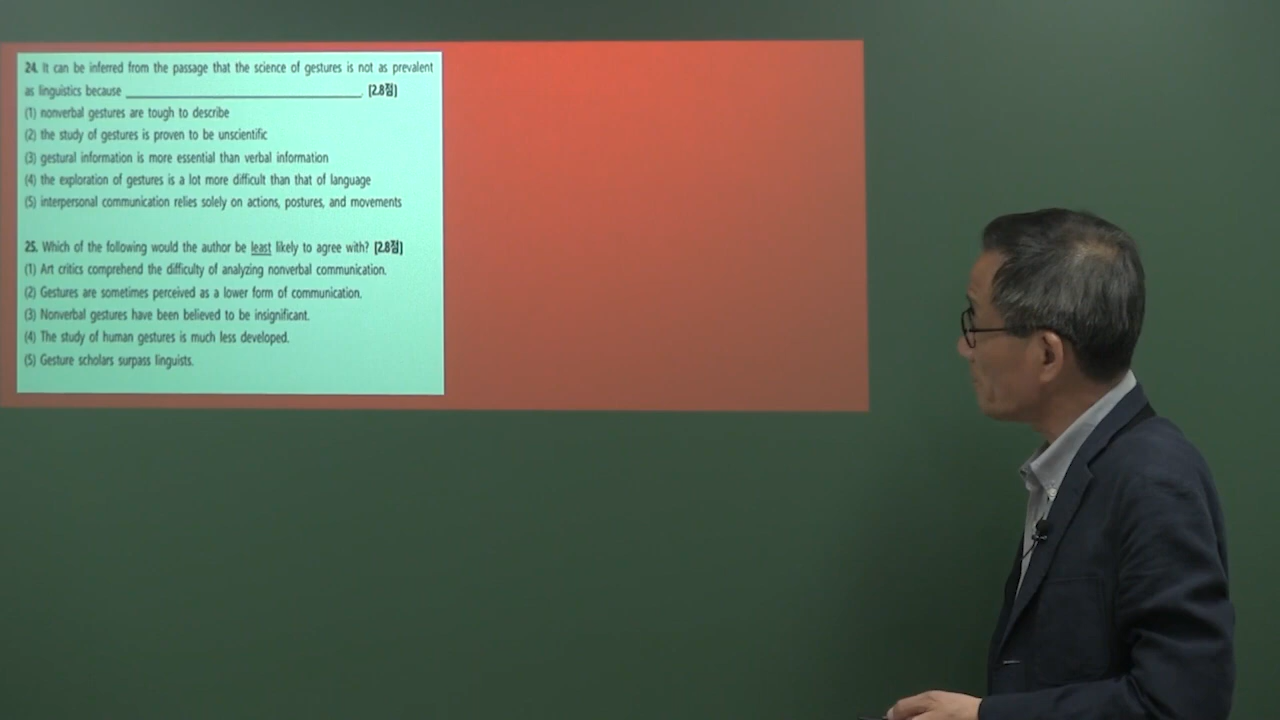 24. It can be inferred from the passage that the science of gestures is not as prevalent
as linguistics because ________________________________________. [2.8점]
(1) nonverbal gestures are tough to describe
(2) the study of gestures is proven to be unscientific
(3) gestural information is more essential than verbal information
(4) the exploration of gestures is a lot more difficult than that of language
(5) interpersonal communication relies solely on actions, postures, and movements
25. Which of the following would the author be least likely to agree with? [2.8점]
(1) Art critics comprehend the difficulty of analyzing nonverbal communication.
(2) Gestures are sometimes perceived as a lower form of communication.
(3) Nonverbal gestures have been believed to be insignificant.
(4) The study of human gestures is much less developed.
(5) Gesture scholars surpass linguists.